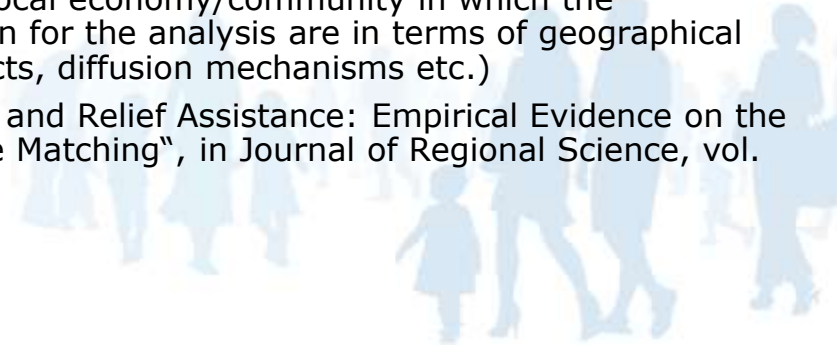 ocal economy/community in which the
n for the analysis are in terms of geographical
cts, diffusion mechanisms etc.)
and Relief Assistance: Empirical Evidence on the
e Matching“, in Journal of Regional Science, vol.